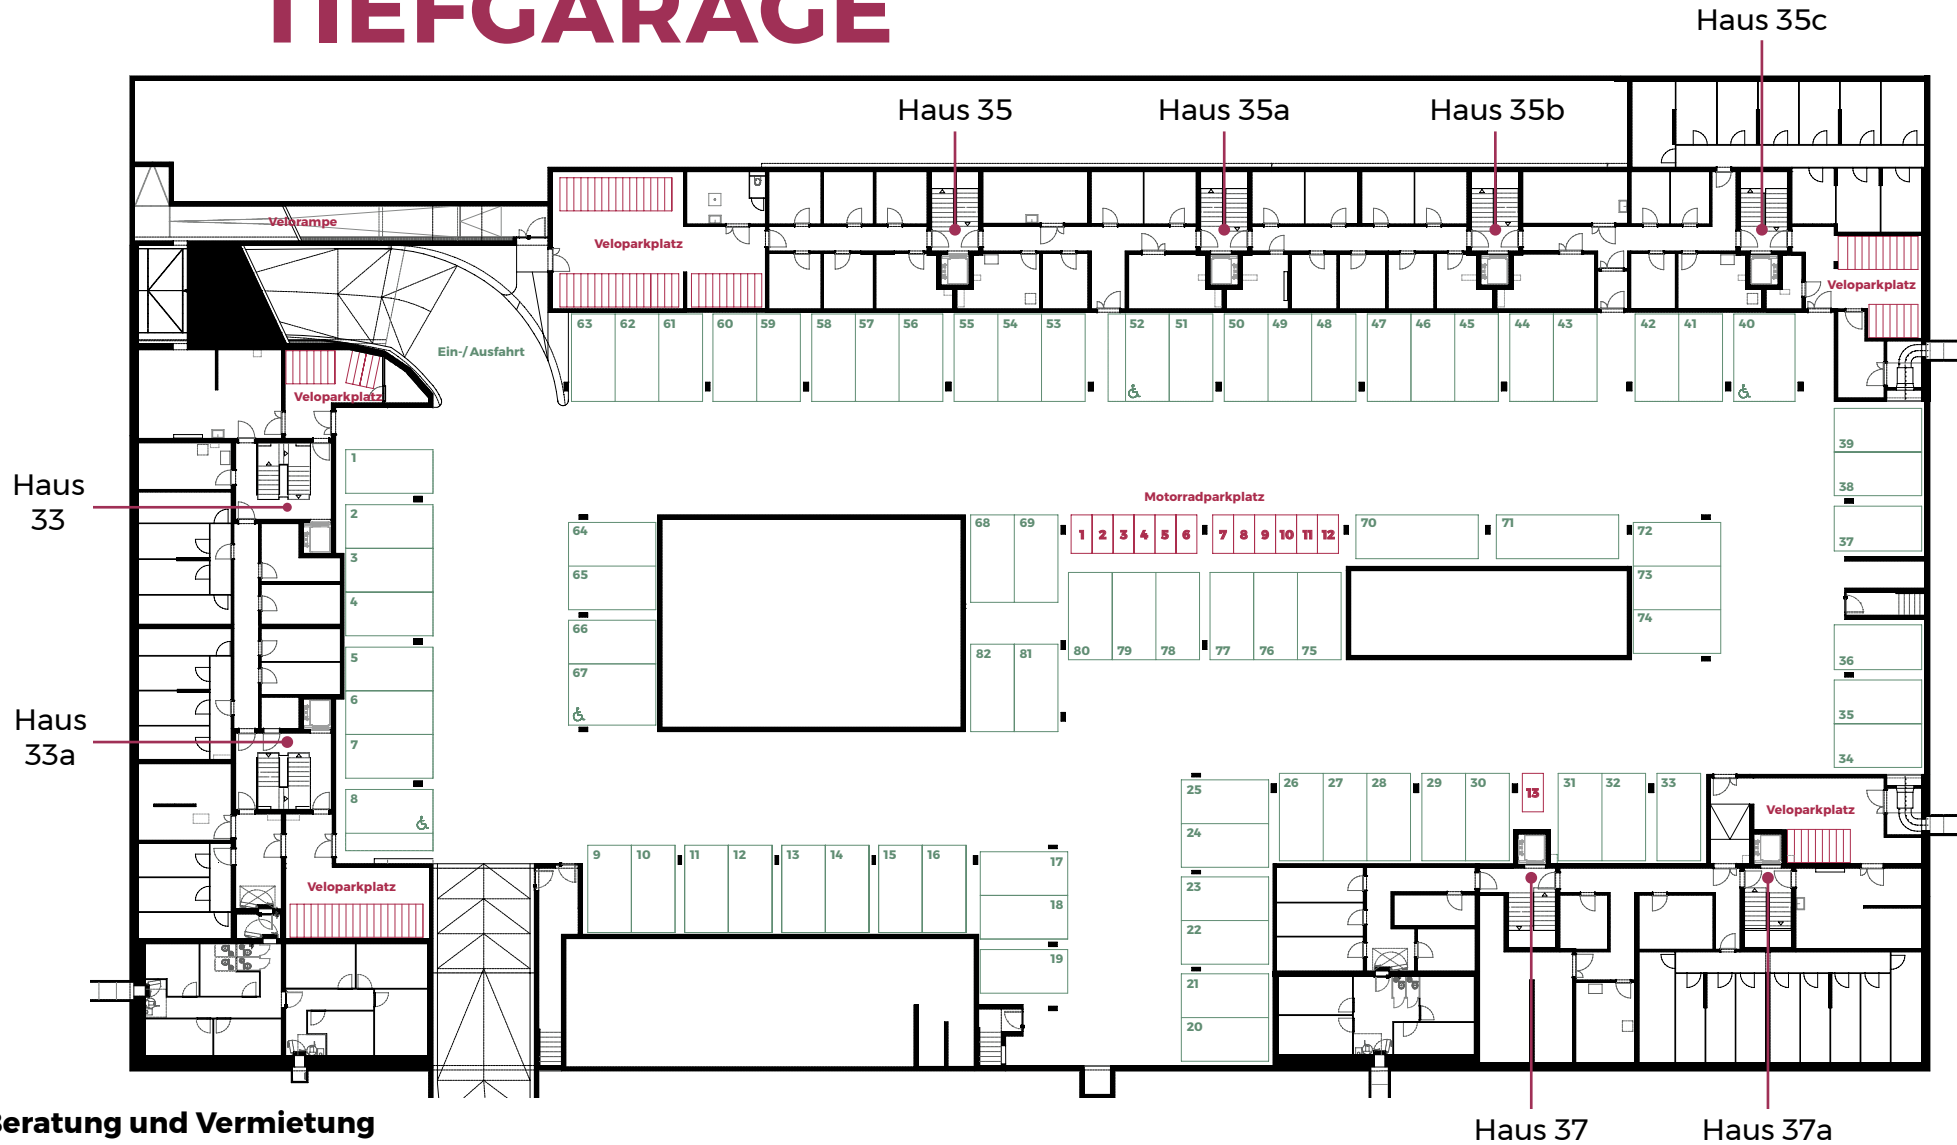 TIEFGARAGE
Haus 35c
Haus 35
Haus 35a
Haus 35b
Velorampe
Veloparkplatz
Veloparkplatz
63 62 61 60 59 58 57 56 55 54 53 52 51 50 49 48 47 46 45 44 43 42 41 40
Ein-/ Ausfahrt
Veloparkplatz
39
38
37
36
35
34
1
2
3
4
5
6
7
8
Haus
33
Haus
33a
Motorradparkplatz
1 2 3 4 5 6 7 8 9 10 11 12
64
65
66
67
68 69
70
71
72
73
74
82 81
80 79 78 77 76 75
26 27 28 29 30
13
31 32 33
Veloparkplatz
25
24
23
22
21
20
9 10 11 12 13 14 15 16
17
18
19
Veloparkplatz
Beratung und Vermietung
Haus 37
Haus 37a